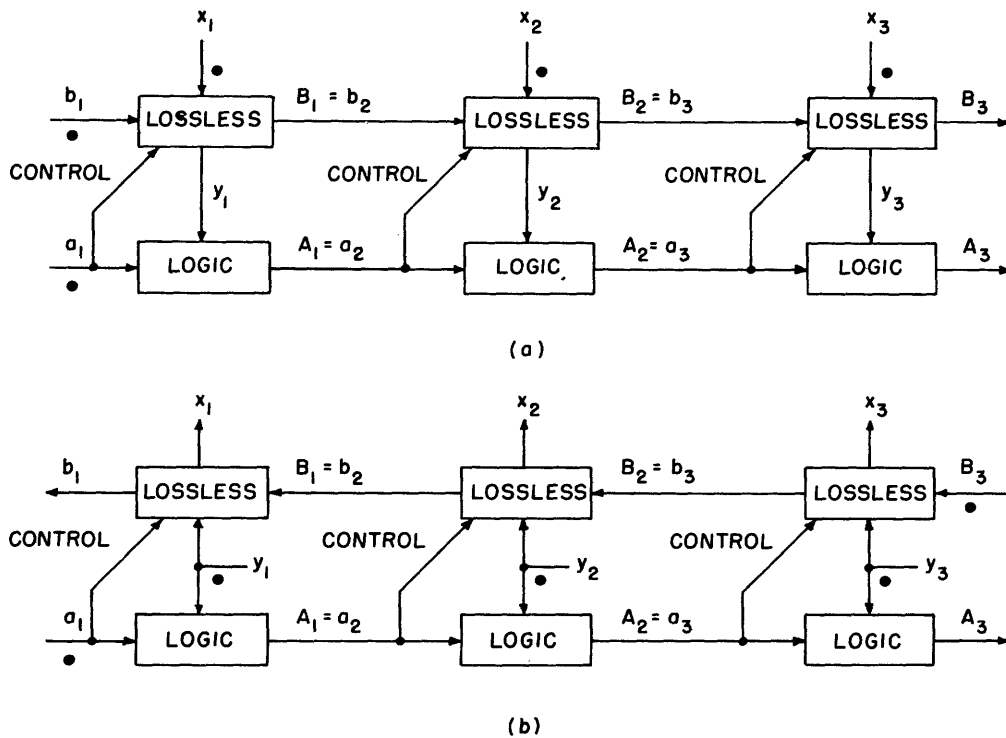 x1 x2 x3
b1 B1 = b2 B2 = b3 B3
LOSSLESS LOSSLESS LOSSLESS
CONTROL CONTROL CONTROL
y1 y2 y3
a1 A1 = a2 A2 = a3 A3
LOGIC LOGIC LOGIC
(a)
x1 x2 x3
b1 B1 = b2 B2 = b3 B3
LOSSLESS LOSSLESS LOSSLESS
CONTROL CONTROL CONTROL
y1 y2 y3
a1 A1 = a2 A2 = a3 A3
LOGIC LOGIC LOGIC
(b)